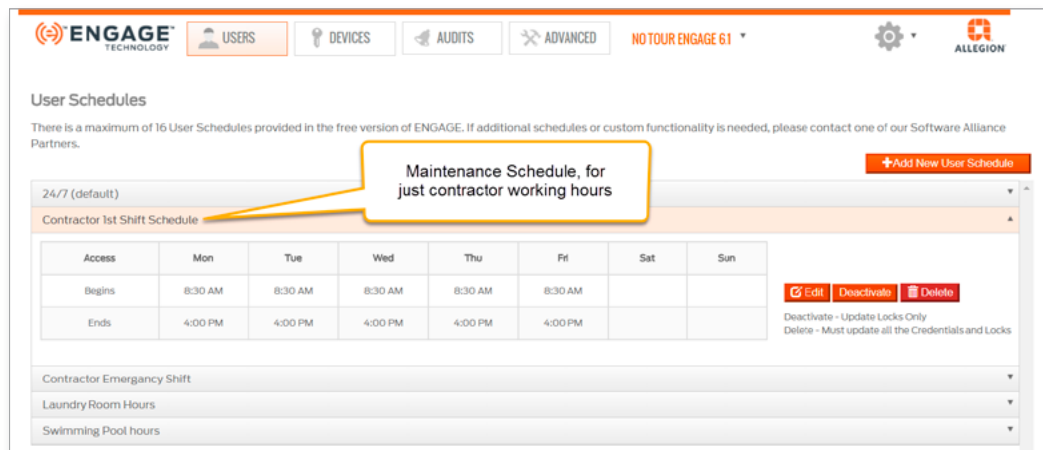 ENGAGE™
TECHNOLOGY
USERS
DEVICES
AUDITS
ADVANCED
NO TOUR ENGAGE 6.1
ALLEGION
User Schedules
There is a maximum of 16 User Schedules provided in the free version of ENGAGE. If additional schedules or custom functionality is needed, please contact one of our Software Alliance
Partners.
+Add New User Schedule
Maintenance Schedule, for
just contractor working hours
24/7 (default)
Contractor 1st Shift Schedule
Access Mon Tue Wed Thu Fri Sat Sun
Begins 8:30 AM 8:30 AM 8:30 AM 8:30 AM 8:30 AM
Ends 4:00 PM 4:00 PM 4:00 PM 4:00 PM 4:00 PM
Edit Deactivate Delete
Deactivate - Update Locks Only
Delete - Must update all the Credentials and Locks
Contractor Emergancy Shift
Laundry Room Hours
Swimming Pool hours